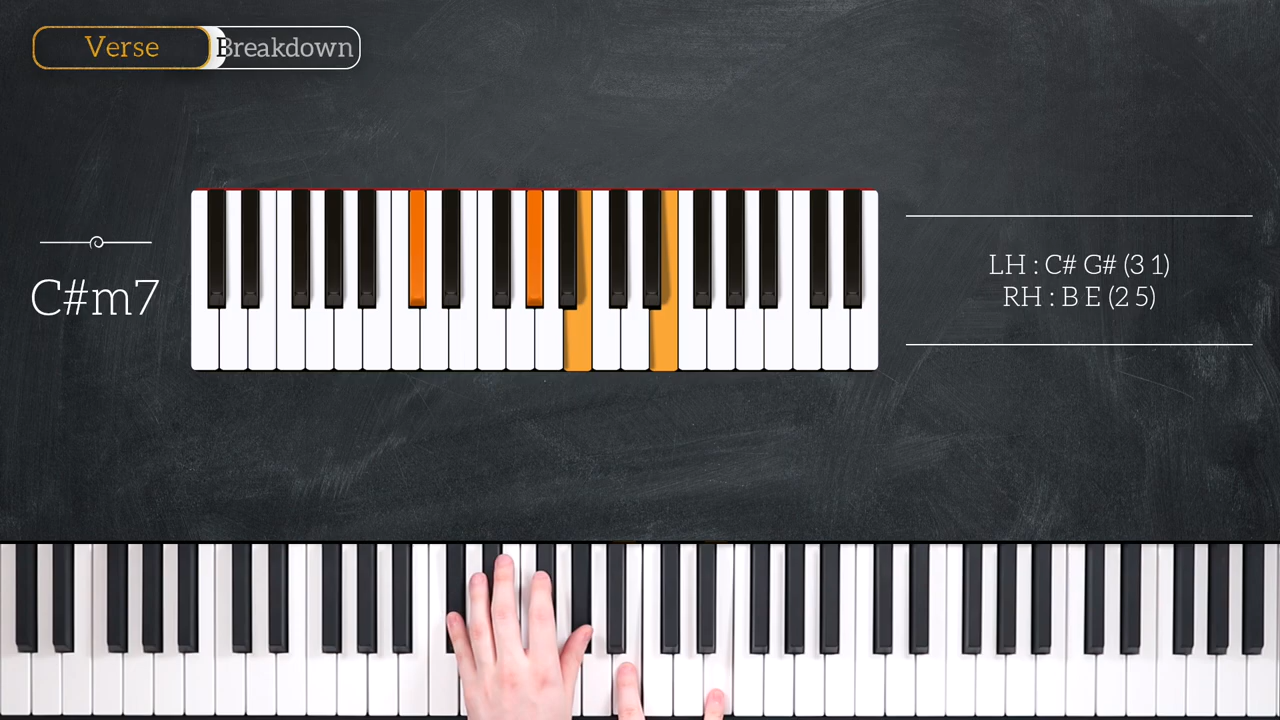 Verse
Breakdown
C#m7
LH : C# G# (3 1)
RH : B E (2 5)